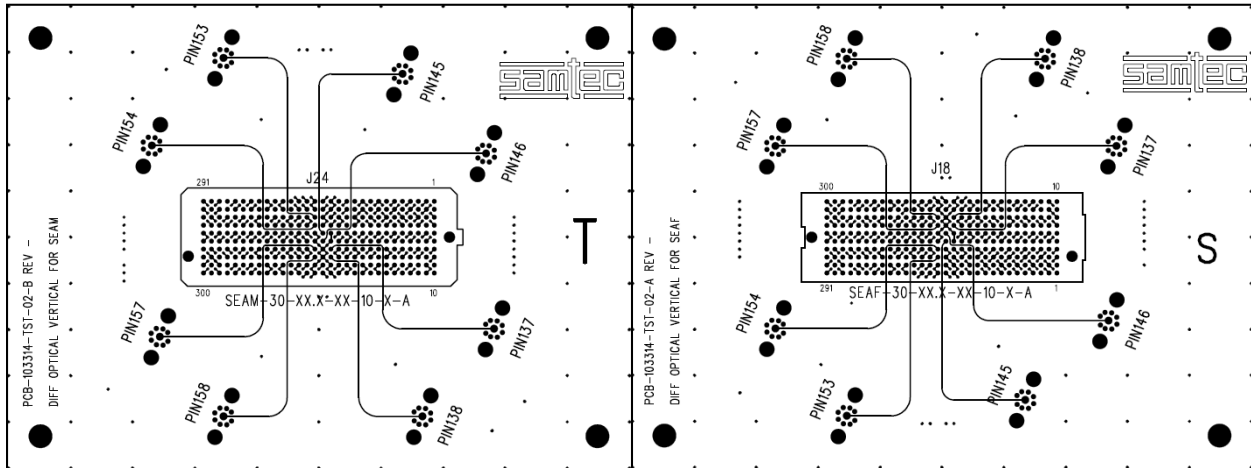 PIN153
PIN145
samtec
PIN154
PIN146
J24
291
1
T
300
10
SEAM-30-XX.X-XX-10-X-A
PIN157
PIN137
PIN158
PIN138
PCB-103314-TST-02-B REV -
DIFF OPTICAL VERTICAL FOR SEAM
PIN158
PIN138
samtec
PIN157
PIN137
J18
300
10
S
291
1
SEAF-30-XX.X-XX-10-X-A
PIN154
PIN146
PIN153
PIN145
PCB-103314-TST-02-A REV -
DIFF OPTICAL VERTICAL FOR SEAF